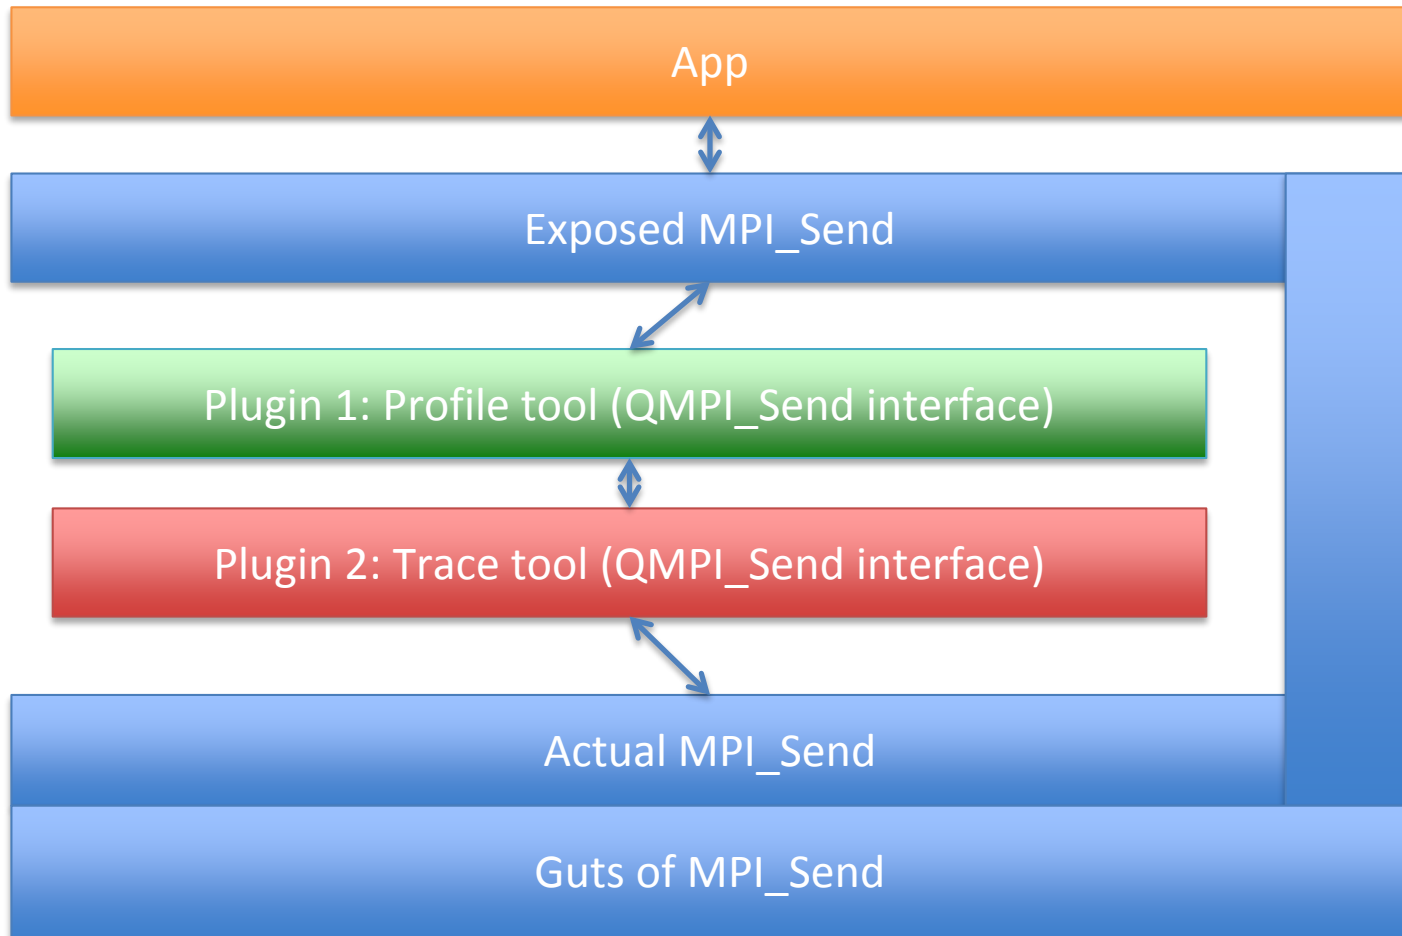 App
Exposed MPI_Send
Plugin 1: Profile tool (QMPI_Send interface)
Plugin 2: Trace tool (QMPI_Send interface)
Actual MPI_Send
Guts of MPI_Send